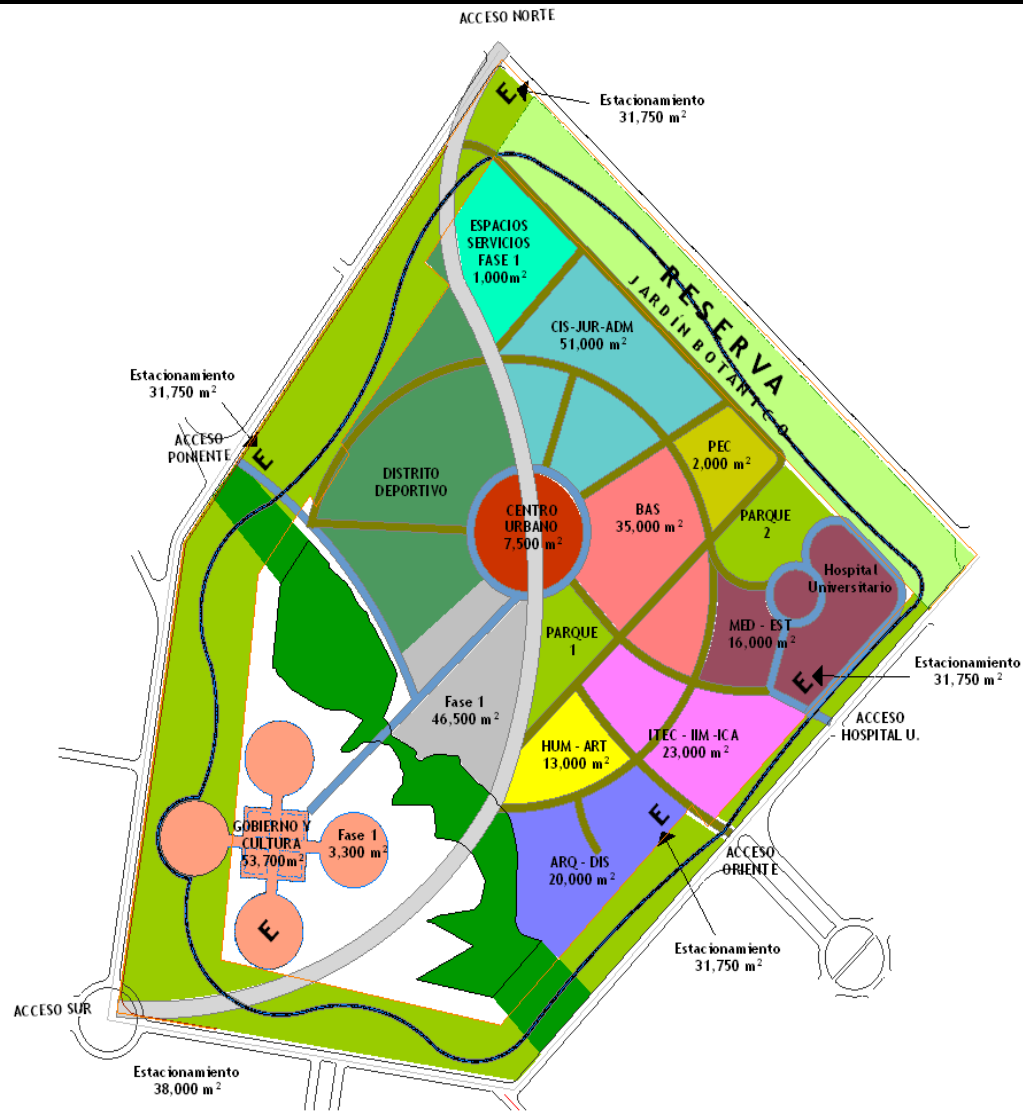 ACCESO NORTE
E
Estacionamiento
31,750 m²
ESPACIOS
SERVICIOS
FASE 1
1,000m²
RESERVA
JARDÍN BOTANICO
CIS-JUR-ADM
51,000 m²
Estacionamiento
31,750 m²
ACCESO
PONIENTE
E
DISTRITO
DEPORTIVO
PEC
2,000 m²
CENTRO
URBANO
7,500 m²
BAS
35,000 m²
PARQUE
2
Hospital
Universitario
PARQUE
1
MED - EST
16,000 m²
E
Estacionamiento
31,750 m²
Fase 1
46,500 m²
ACCESO
- HOSPITAL U.
HUM - ART
13,000 m²
ITEC - IIM -ICA
23,000 m²
GOBIERNO Y
CULTURA
53,700m²
Fase 1
3,300 m²
E
ARQ - DIS
20,000 m²
E
ACCESO
ORIENTE
Estacionamiento
31,750 m²
ACCESO SUR
Estacionamiento
38,000 m²